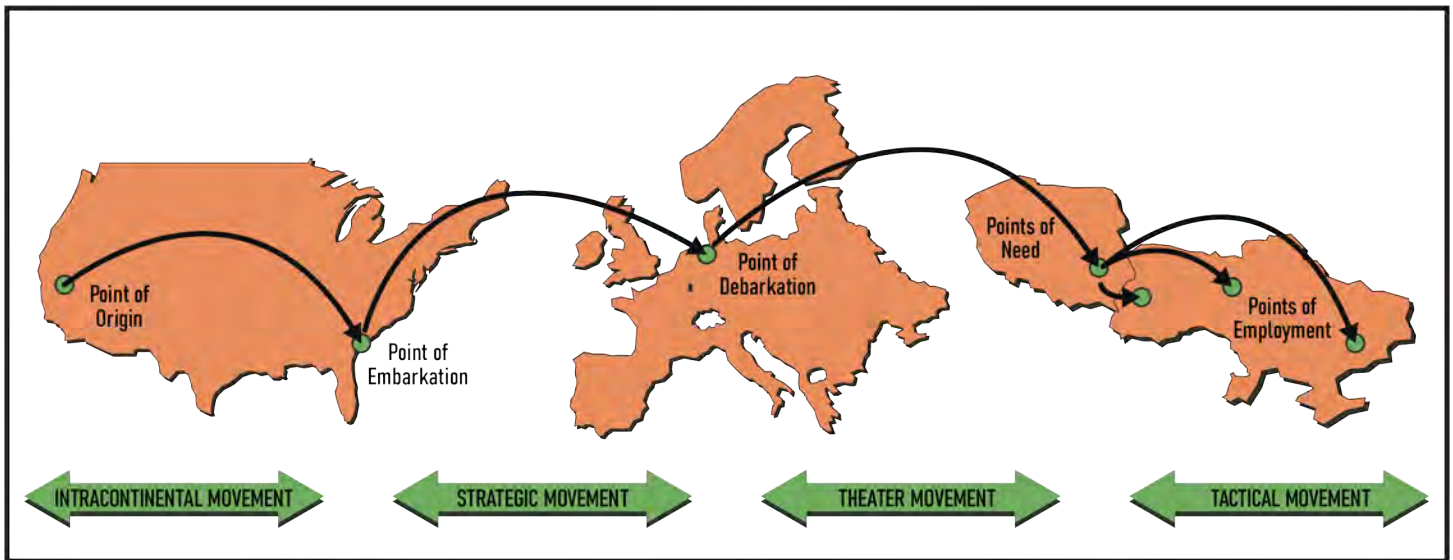 Point of
Origin
Point of
Embarkation
Point of
Debarkation
Points of
Need
Points of
Employment
INTRACONTINENTAL MOVEMENT
STRATEGIC MOVEMENT
THEATER MOVEMENT
TACTICAL MOVEMENT